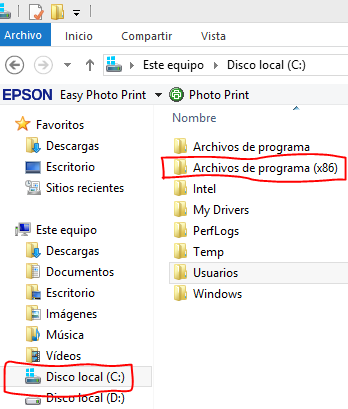 Archivo Inicio Compartir Vista
Este equipo Disco local (C:)
EPSON Easy Photo Print Photo Print
Favoritos
Descargas
Escritorio
Sitios recientes
Este equipo
Descargas
Documentos
Escritorio
Imágenes
Música
Vídeos
Disco local (C:)
Disco local (D:)
Nombre
Archivos de programa
Archivos de programa (x86)
Intel
My Drivers
PerfLogs
Temp
Usuarios
Windows